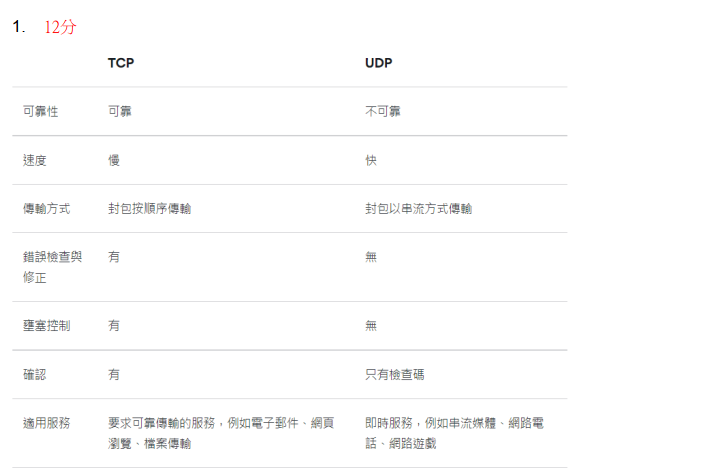 1. 12分
TCP UDP
可靠性 可靠 不可靠
速度 慢 快
傳輸方式 封包按順序傳輸 封包以串流方式傳輸
錯誤檢查與 有 無
修正
壅塞控制 有 無
確認 有 只有檢查碼
適用服務 要求可靠傳輸的服務，例如電子郵件、網頁 即時服務，例如串流媒體、網路電
瀏覽、檔案傳輸 話、網路遊戲